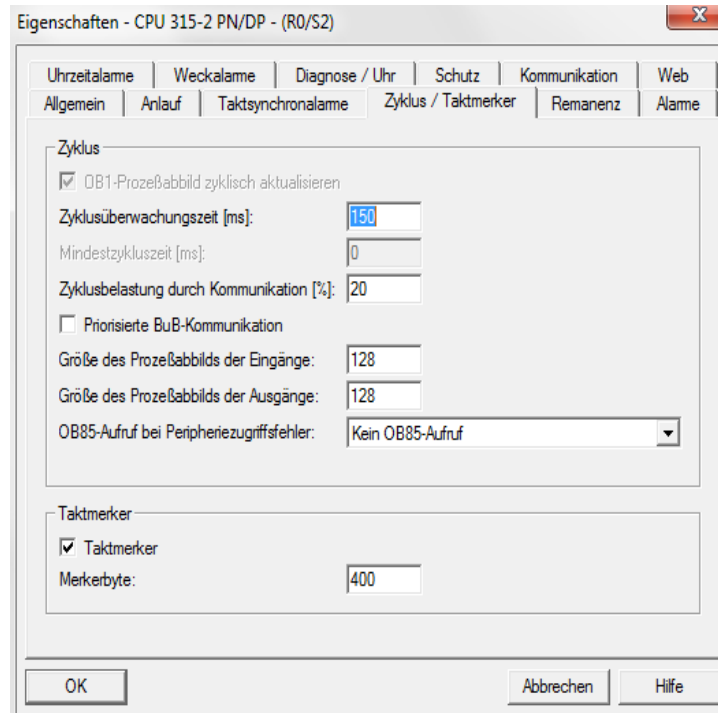 Eigenschaften - CPU 315-2 PN/DP - (R0/S2)
Uhrzeitalarme Weckalarme Diagnose / Uhr Schutz Kommunikation Web
Allgemein Anlauf Taktsynchronalarme Zyklus / Taktmerker Remanenz Alarme
Zyklus
OB1-Prozeßabbild zyklisch aktualisieren
Zyklusüberwachungszeit [ms]: 150
Mindestzykluszeit [ms]: 0
Zyklusbelastung durch Kommunikation [%]: 20
Priorisierte BuB-Kommunikation
Größe des Prozeßabbilds der Eingänge: 128
Größe des Prozeßabbilds der Ausgänge: 128
OB85-Aufruf bei Peripheriezugriffsfehler: Kein OB85-Aufruf
Taktmerker
Taktmerker
Merkerbyte: 400
OK Abbrechen Hilfe